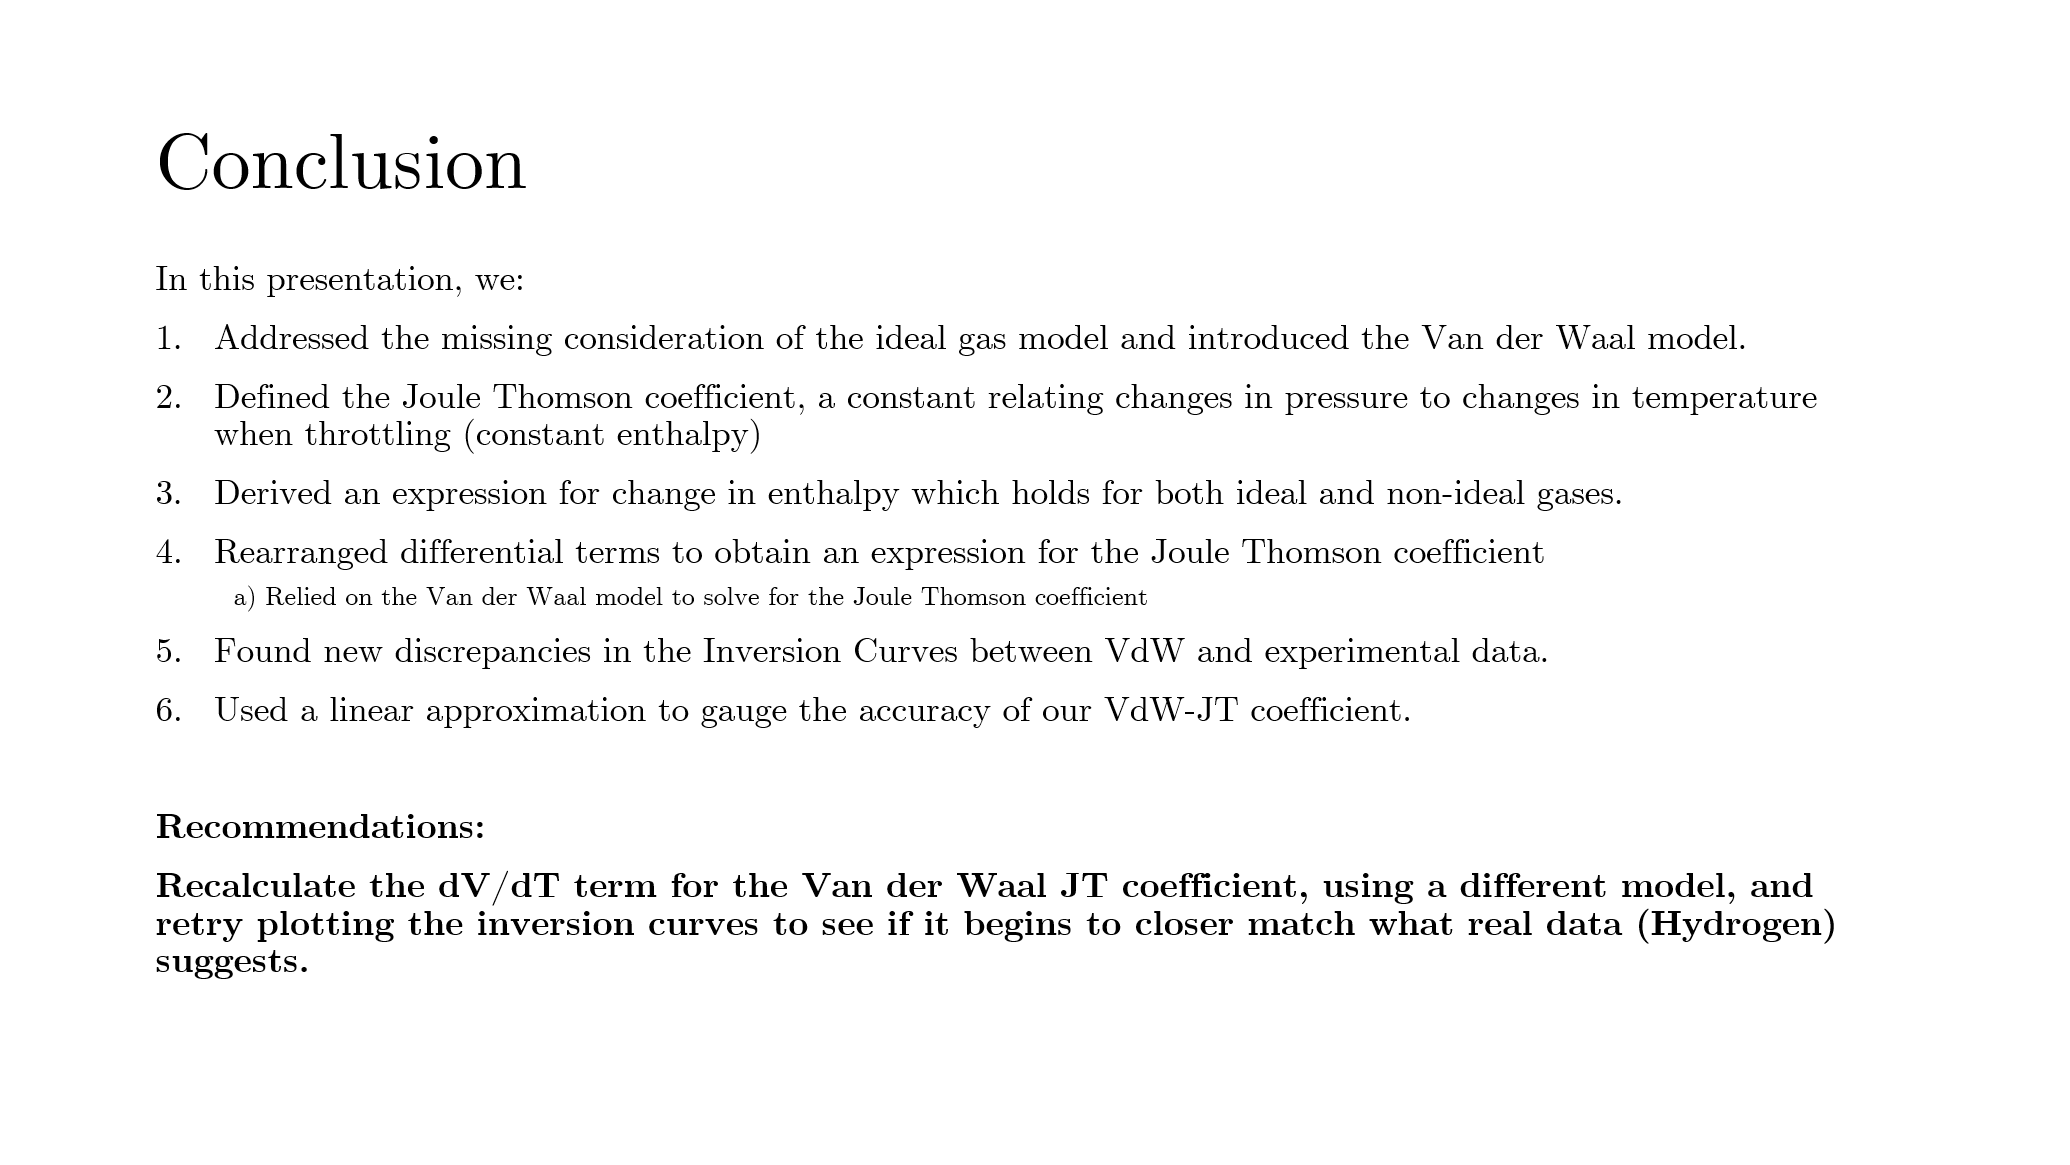 Conclusion
In this presentation, we:
1. Addressed the missing consideration of the ideal gas model and introduced the Van der Waal model.
2. Defined the Joule Thomson coefficient, a constant relating changes in pressure to changes in temperature
when throttling (constant enthalpy)
3. Derived an expression for change in enthalpy which holds for both ideal and non-ideal gases.
4. Rearranged differential terms to obtain an expression for the Joule Thomson coefficient
a) Relied on the Van der Waal model to solve for the Joule Thomson coefficient
5. Found new discrepancies in the Inversion Curves between VdW and experimental data.
6. Used a linear approximation to gauge the accuracy of our VdW-JT coefficient.
Recommendations:
Recalculate the dV/dT term for the Van der Waal JT coefficient, using a different model, and
retry plotting the inversion curves to see if it begins to closer match what real data (Hydrogen)
suggests.